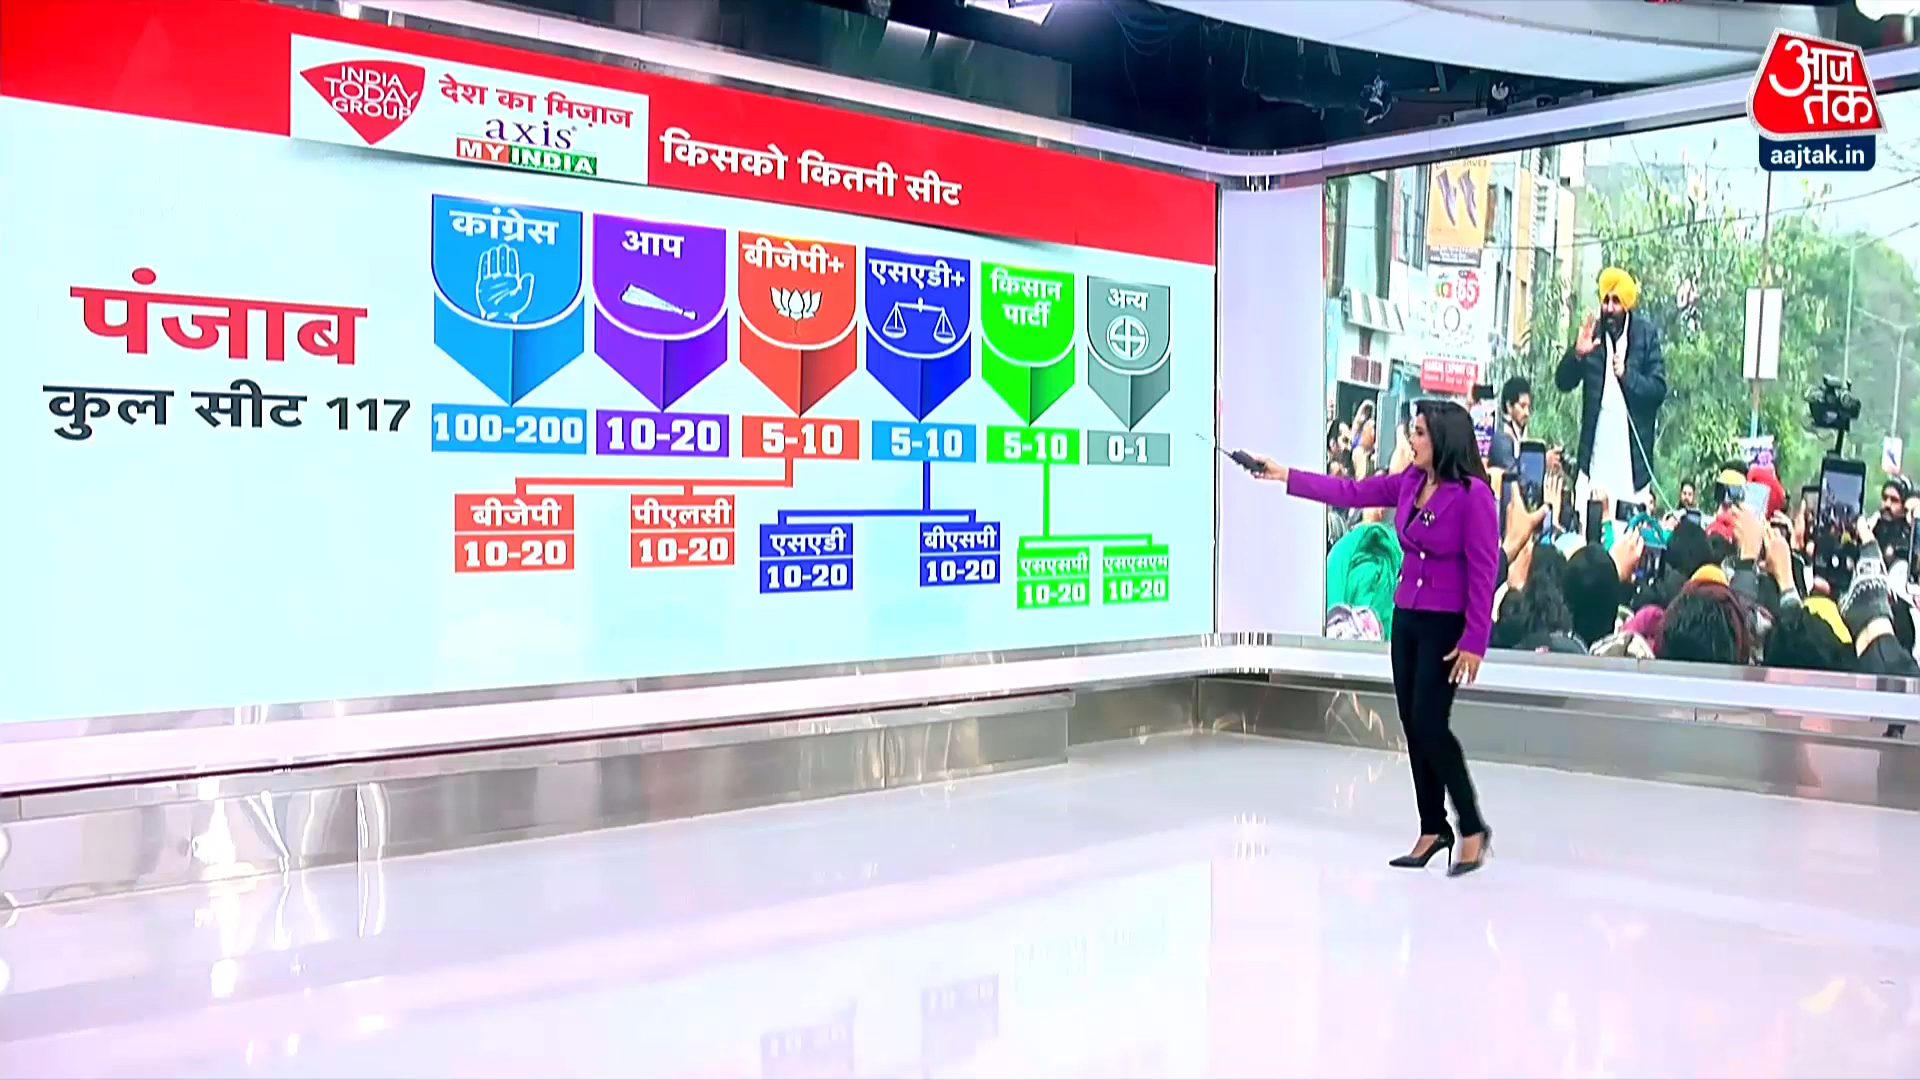 INDIA
TODAY
GROUP
देश का मिज़ाज
axis
MY INDIA
किसको कितनी सीट
आज
तक
aajtak.in
पंजाब
कुल सीट 117
कांग्रेस
100-200
आप
10-20
बीजेपी+
5-10
एसएडी+
5-10
किसान
पार्टी
5-10
अन्य
0-1
बीजेपी
10-20
पीएलसी
10-20
एसएडी
10-20
बीएसपी
10-20
एसएसपी
10-20
एसएसएम
10-20
65